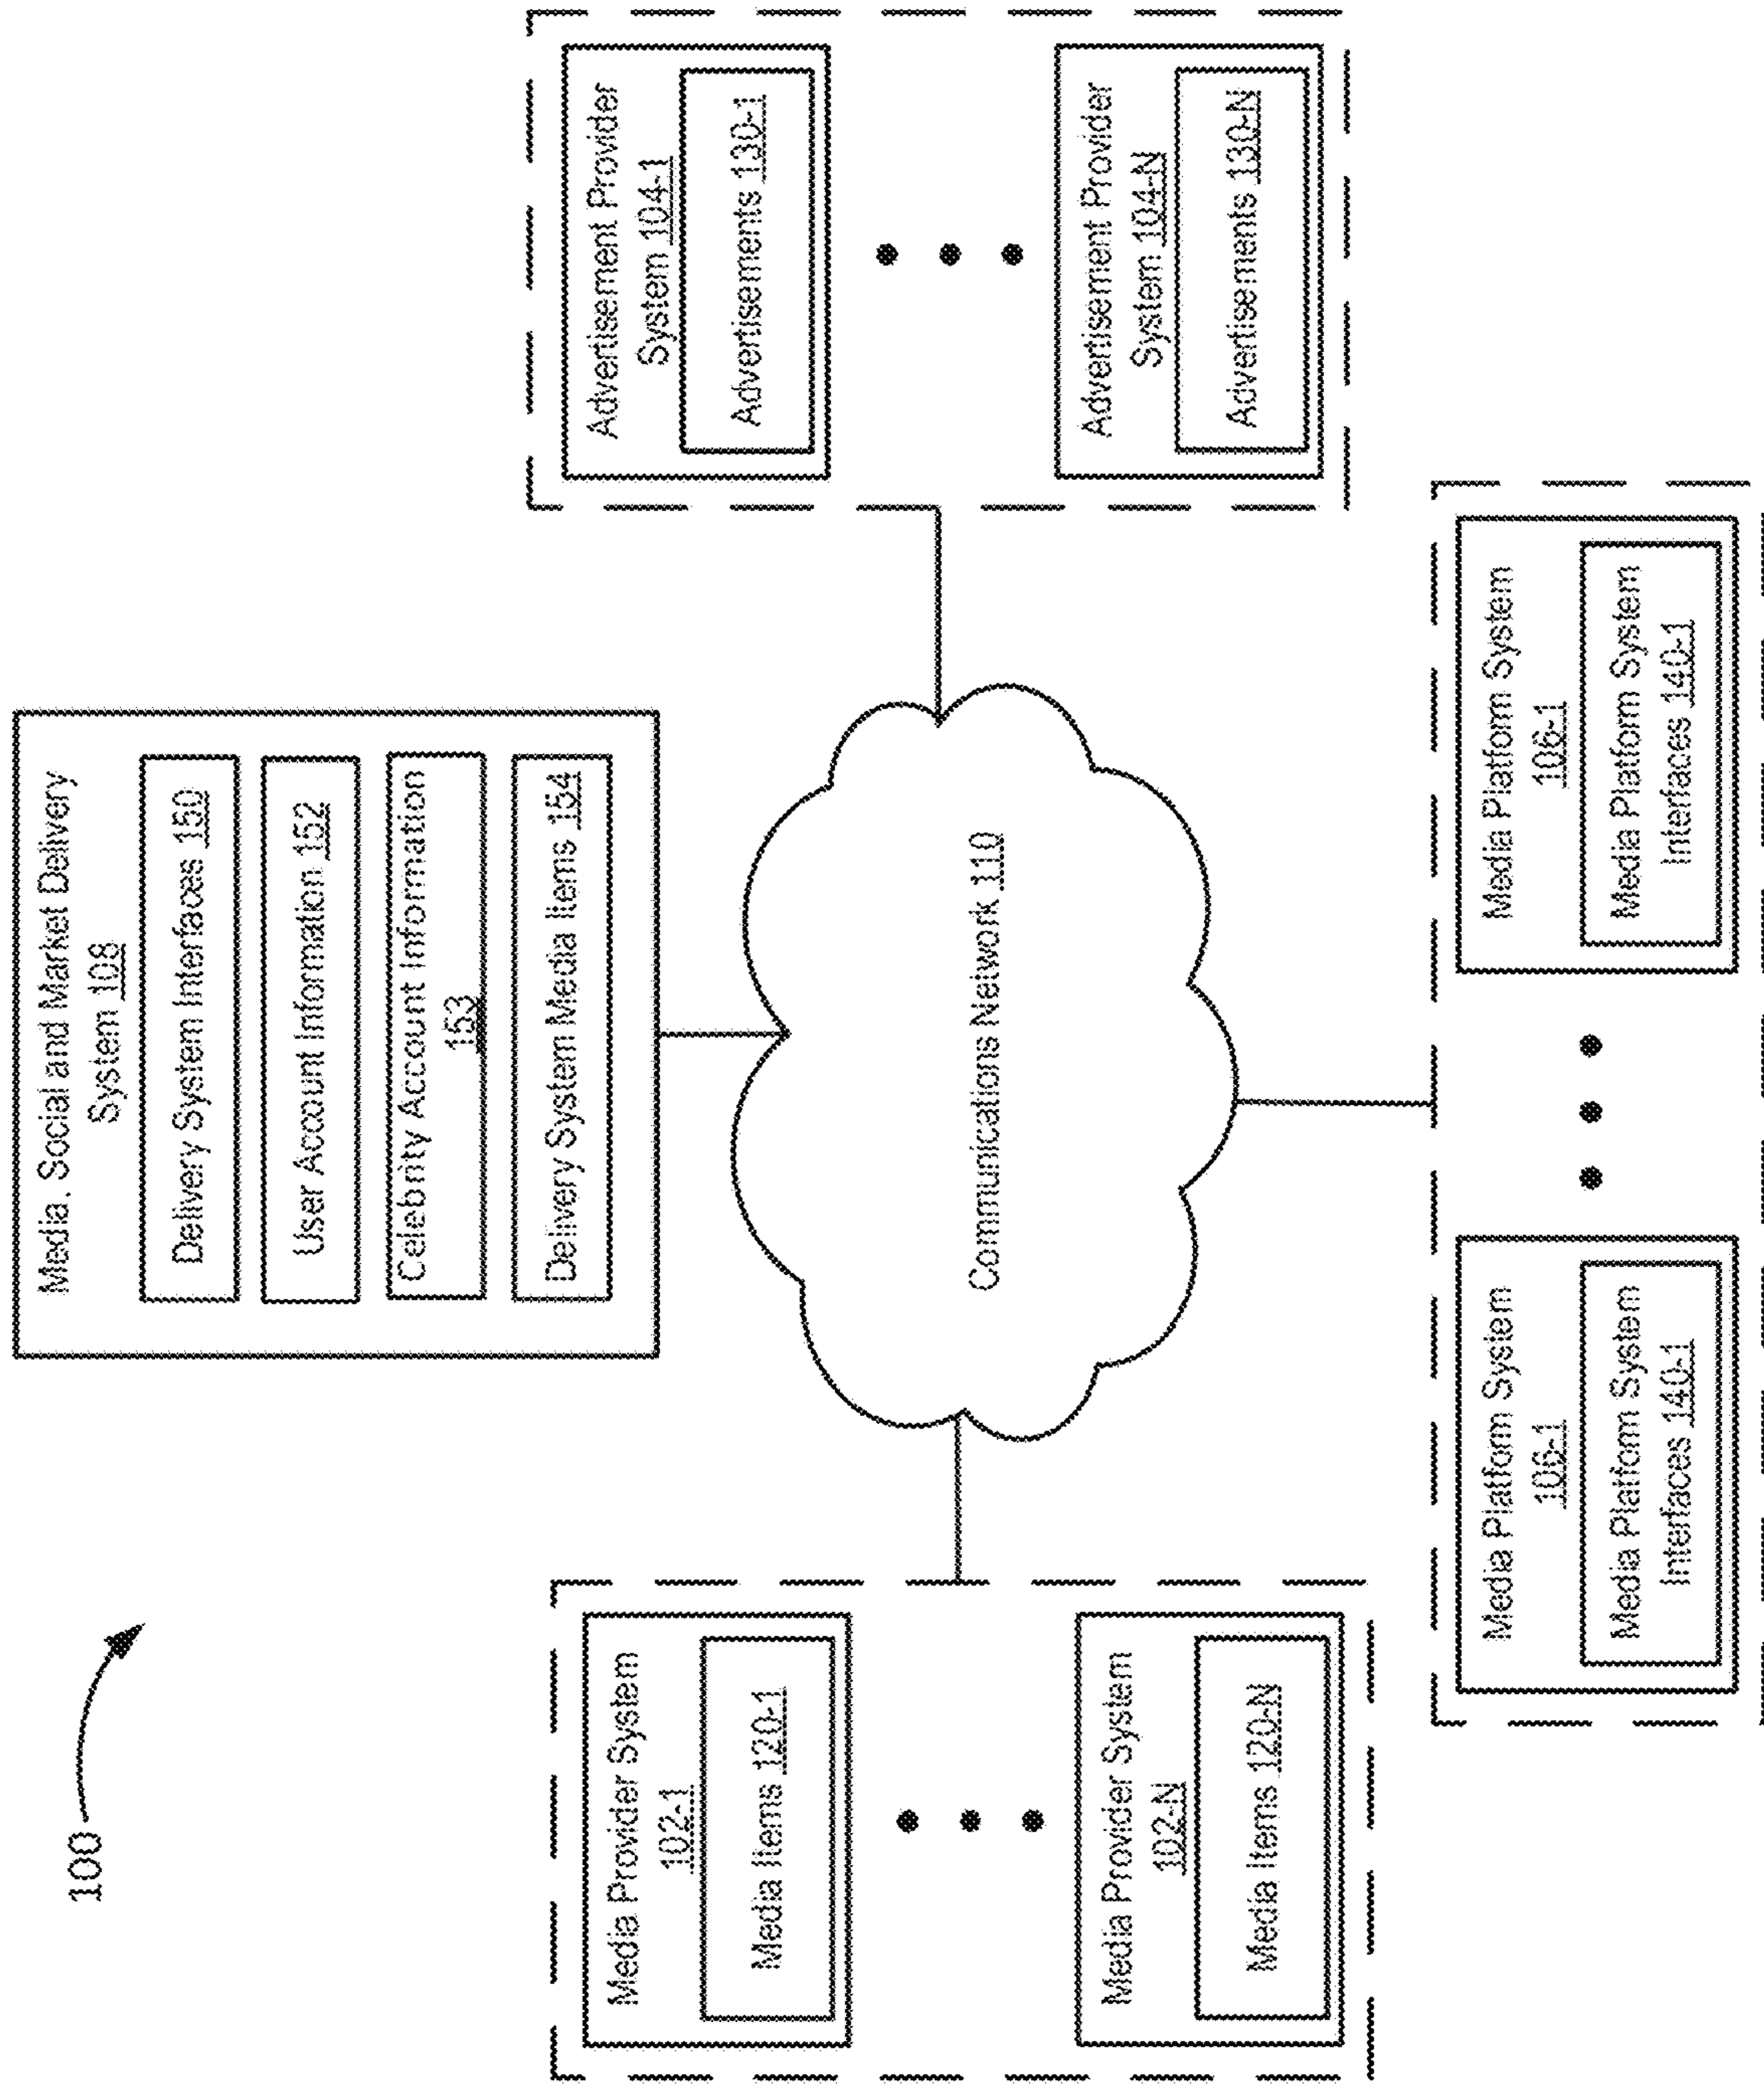 100
Media, Social and Market Delivery
System 108
Delivery System Interfaces 150
User Account Information 152
Celebrity Account Information
153
Delivery System Media Items 154
Media Provider System
102-1
Media Items 120-1
Media Provider System
102-N
Media Items 120-N
Communications Network 110
Advertisement Provider
System 104-1
Advertisements 130-1
Advertisement Provider
System 104-N
Advertisements 130-N
Media Platform System
106-1
Media Platform System
Interfaces 140-1
Media Platform System
106-1
Media Platform System
Interfaces 140-1